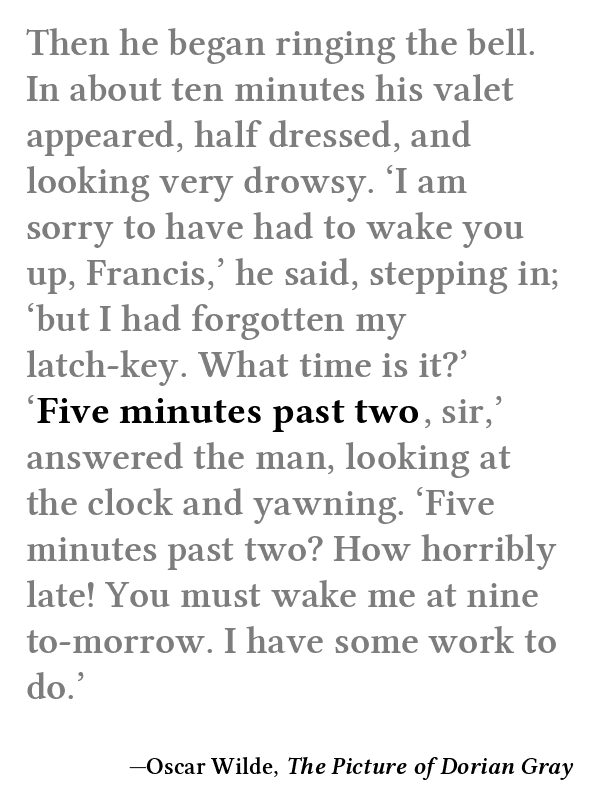 Then he began ringing the bell.
In about ten minutes his valet
appeared, half dressed, and
looking very drowsy. ‘I am
sorry to have had to wake you
up, Francis,’ he said, stepping in;
‘but I had forgotten my
latch-key. What time is it?’
‘Five minutes past two, sir,’
answered the man, looking at
the clock and yawning. ‘Five
minutes past two? How horribly
late! You must wake me at nine
to-morrow. I have some work to
do.’
—Oscar Wilde, The Picture of Dorian Gray